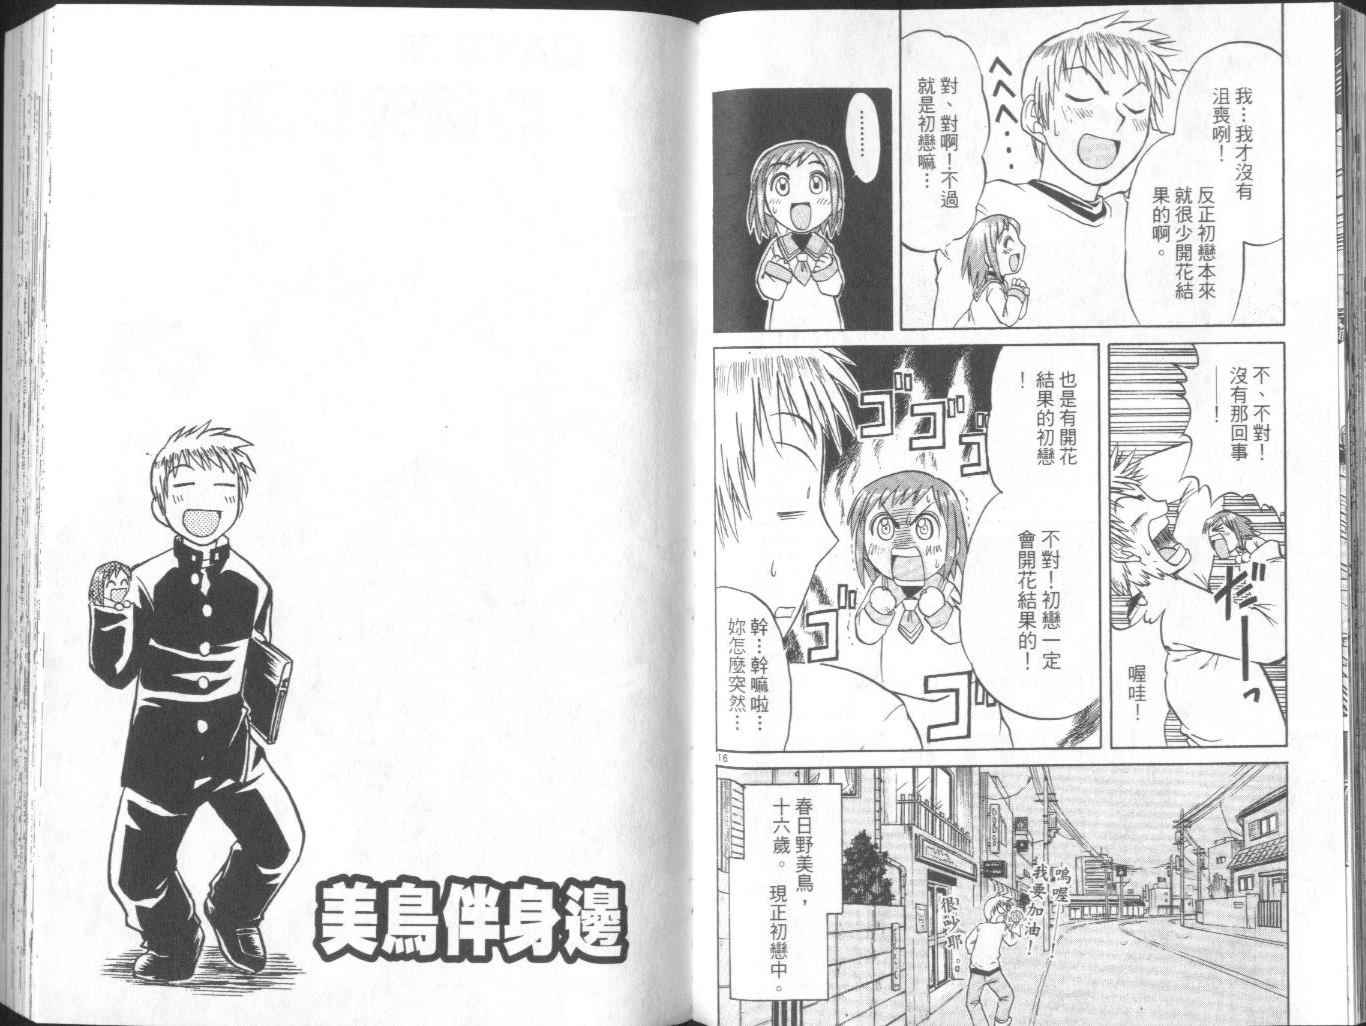 我…我才沒有
沮喪咧！
反正初戀本來
就很少開花結
果的啊。
對、對啊！不過
就是初戀嘛…
………
不、不對！
沒有那回事
——！
喔哇！
也是有開花
結果的初戀
！
不對！初戀一定
會開花結果的！
ゴゴゴ
ゴ
幹…幹嘛啦…
妳怎麼突然…
16
春日野美鳥，
十六歲。現正初戀中。
嗚喔——！
我要加油！
很吵耶…
美鳥伴身邊